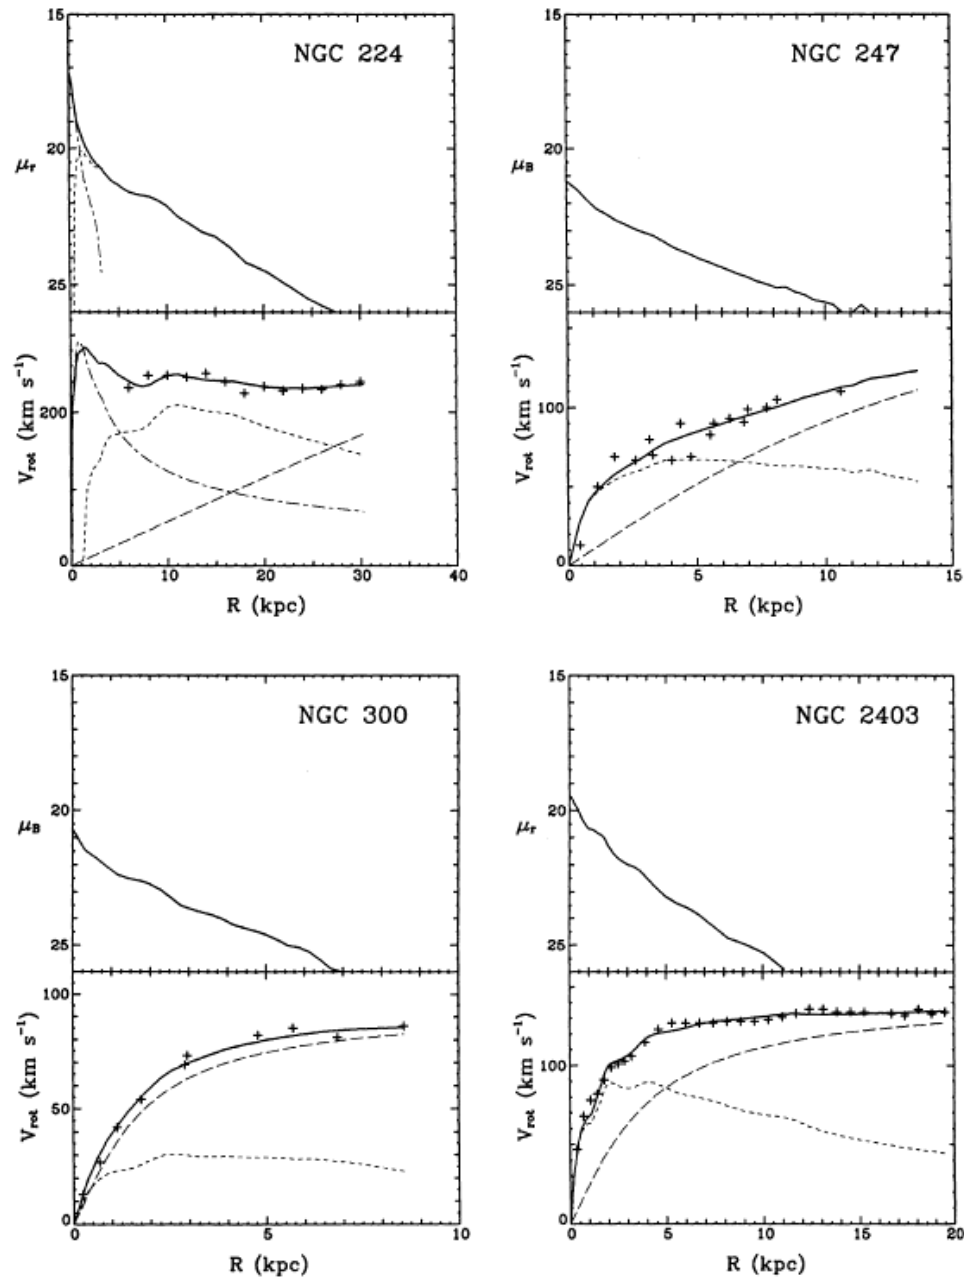 NGC 224
15
20
25
μr
200
100
0
Vrot (km s⁻¹)
0 10 20 30 40
R (kpc)
NGC 247
15
20
25
μB
100
0
Vrot (km s⁻¹)
0 5 10 15
R (kpc)
NGC 300
15
20
25
μB
100
50
0
Vrot (km s⁻¹)
0 5 10
R (kpc)
NGC 2403
15
20
25
μr
100
0
Vrot (km s⁻¹)
0 5 10 15 20
R (kpc)